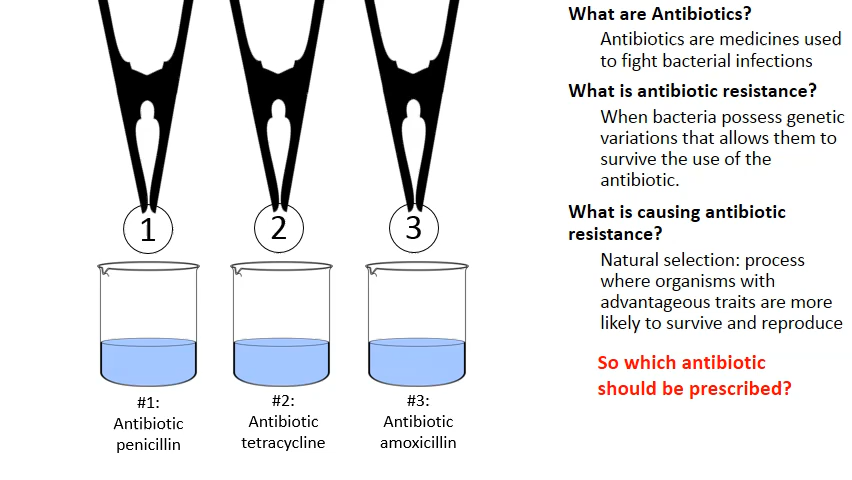 1
2
3
#1:
Antibiotic
penicillin
#2:
Antibiotic
tetracycline
#3:
Antibiotic
amoxicillin
What are Antibiotics?
Antibiotics are medicines used
to fight bacterial infections
What is antibiotic resistance?
When bacteria possess genetic
variations that allows them to
survive the use of the
antibiotic.
What is causing antibiotic
resistance?
Natural selection: process
where organisms with
advantageous traits are more
likely to survive and reproduce
So which antibiotic
should be prescribed?